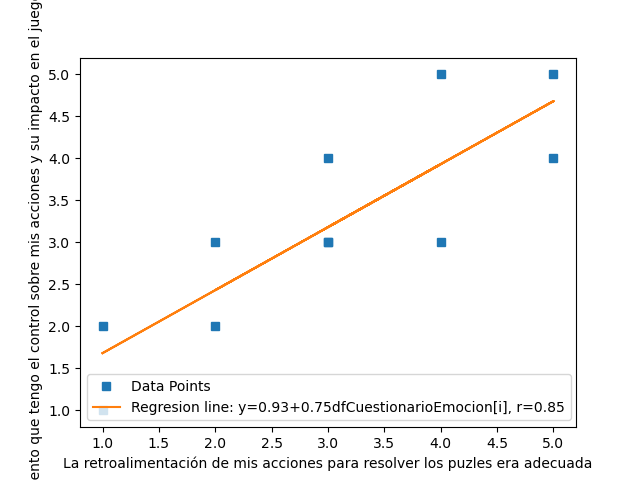 ento que tengo el control sobre mis acciones y su impacto en el jueg
5.0
4.5
4.0
3.5
3.0
2.5
2.0
1.5
1.0
Data Points
Regresion line: y=0.93+0.75dfCuestionarioEmocion[i], r=0.85
1.0 1.5 2.0 2.5 3.0 3.5 4.0 4.5 5.0
La retroalimentación de mis acciones para resolver los puzles era adecuada